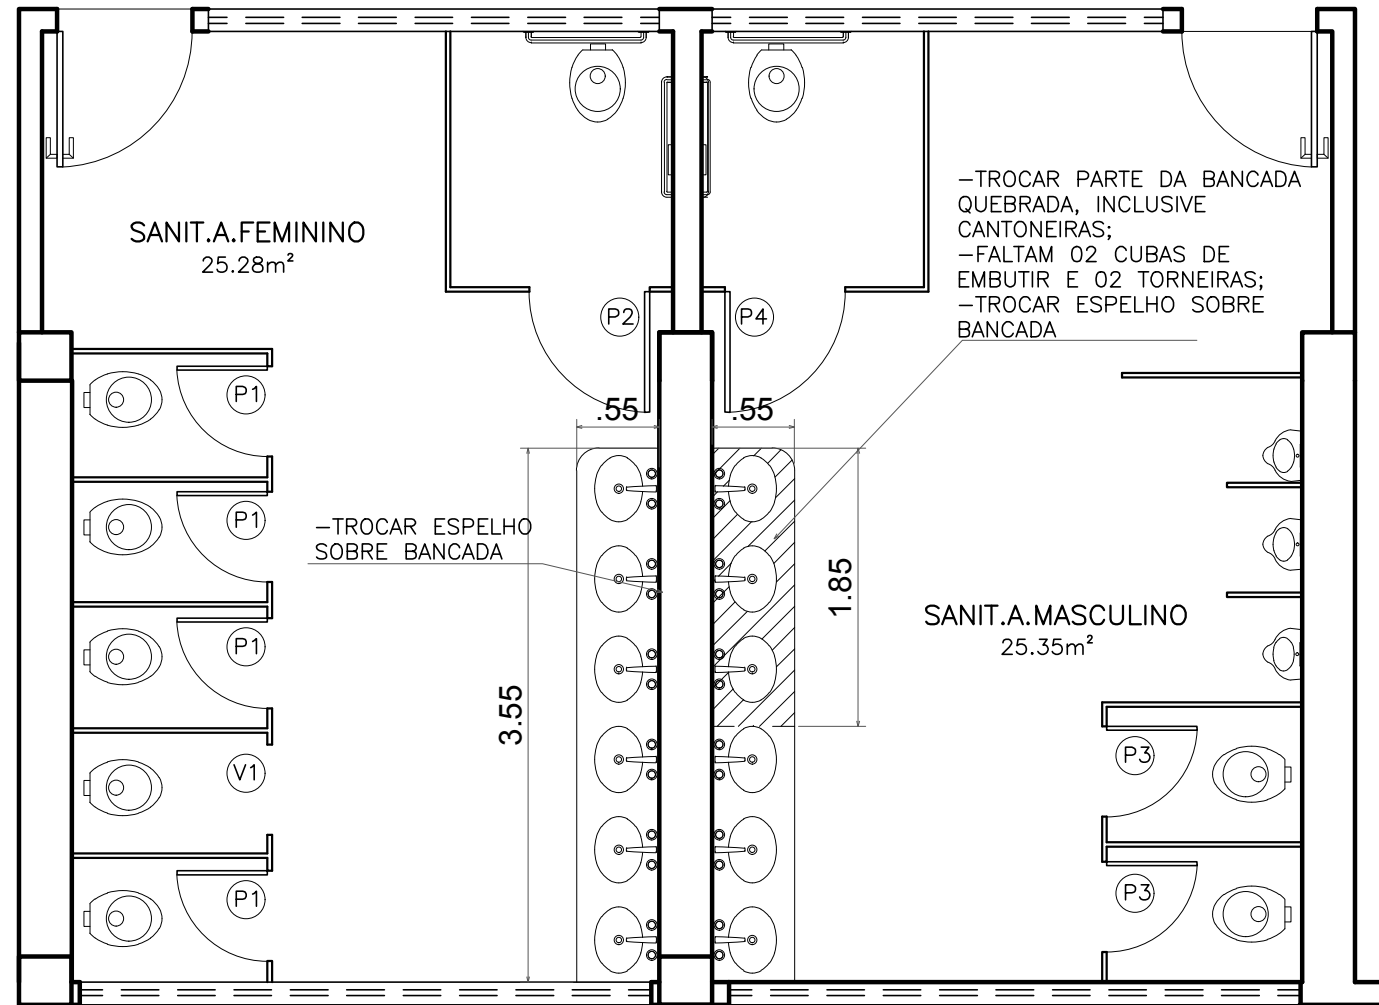 −TROCAR PARTE DA BANCADA
QUEBRADA, INCLUSIVE
CANTONEIRAS;
−FALTAM 02 CUBAS DE
EMBUTIR E 02 TORNEIRAS;
−TROCAR ESPELHO SOBRE
BANCADA
SANIT.A.FEMININO
25.28m²
P2
P4
P1
.55
.55
P1
−TROCAR ESPELHO
SOBRE BANCADA
1.85
SANIT.A.MASCULINO
25.35m²
P1
3.55
V1
P3
P1
P3